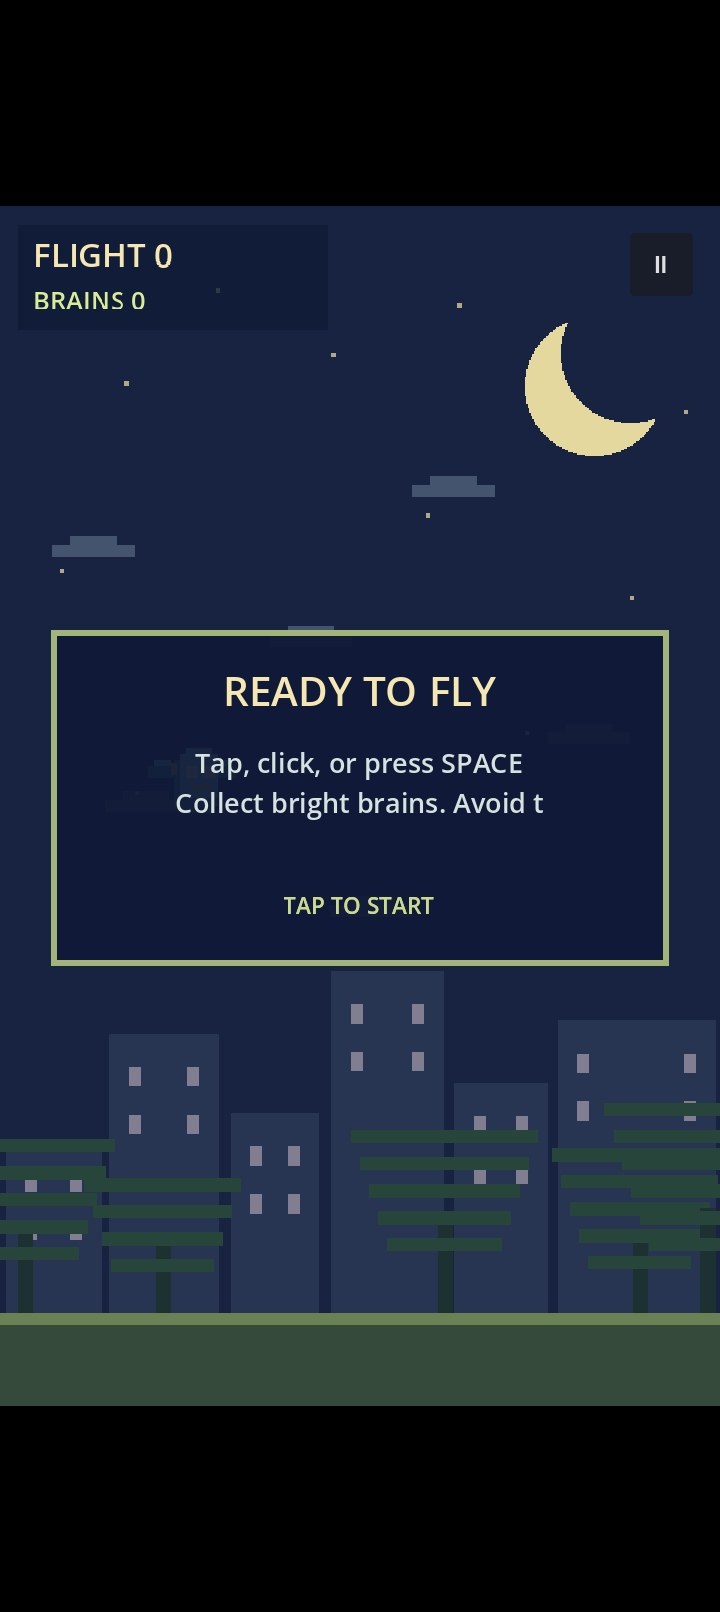 FLIGHT 0
BRAINS 0
READY TO FLY
Tap, click, or press SPACE
Collect bright brains. Avoid t
TAP TO START